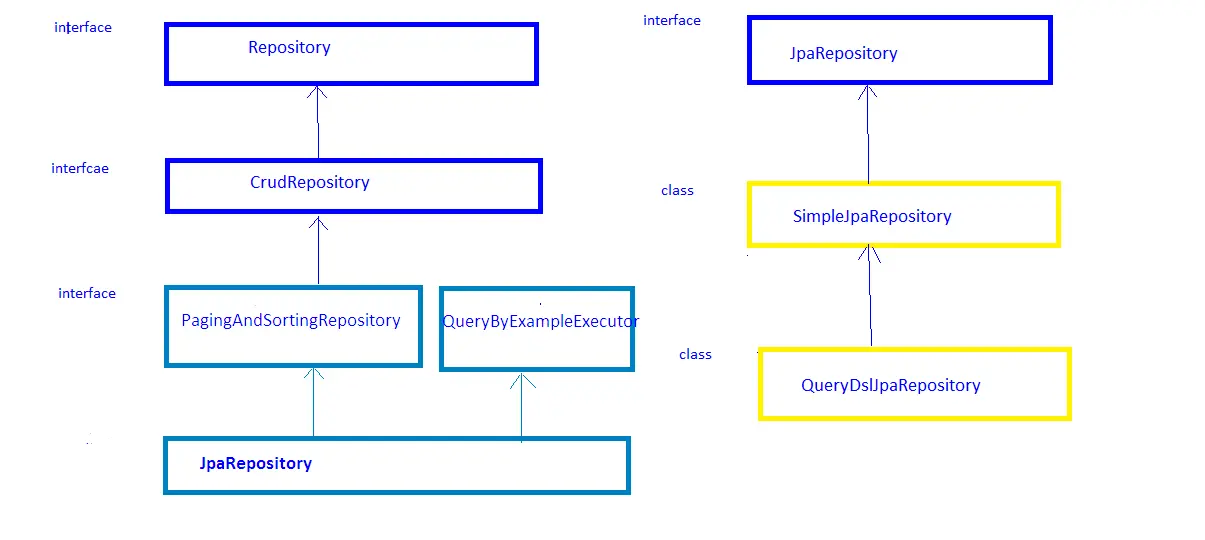 interface
Repository
interfcae
CrudRepository
interface
PagingAndSortingRepository
QueryByExampleExecutor
JpaRepository
interface
JpaRepository
class
SimpleJpaRepository
class
QueryDslJpaRepository